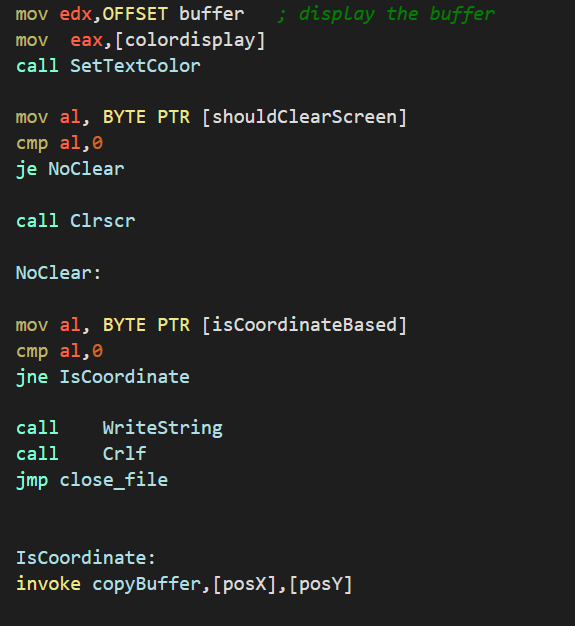 mov edx,OFFSET buffer   ; display the buffer
mov  eax,[colordisplay]
call SetTextColor
mov al, BYTE PTR [shouldClearScreen]
cmp al,0
je NoClear
call Clrscr
NoClear:
mov al, BYTE PTR [isCoordinateBased]
cmp al,0
jne IsCoordinate
call    WriteString
call    Crlf
jmp close_file
IsCoordinate:
invoke copyBuffer,[posX],[posY]